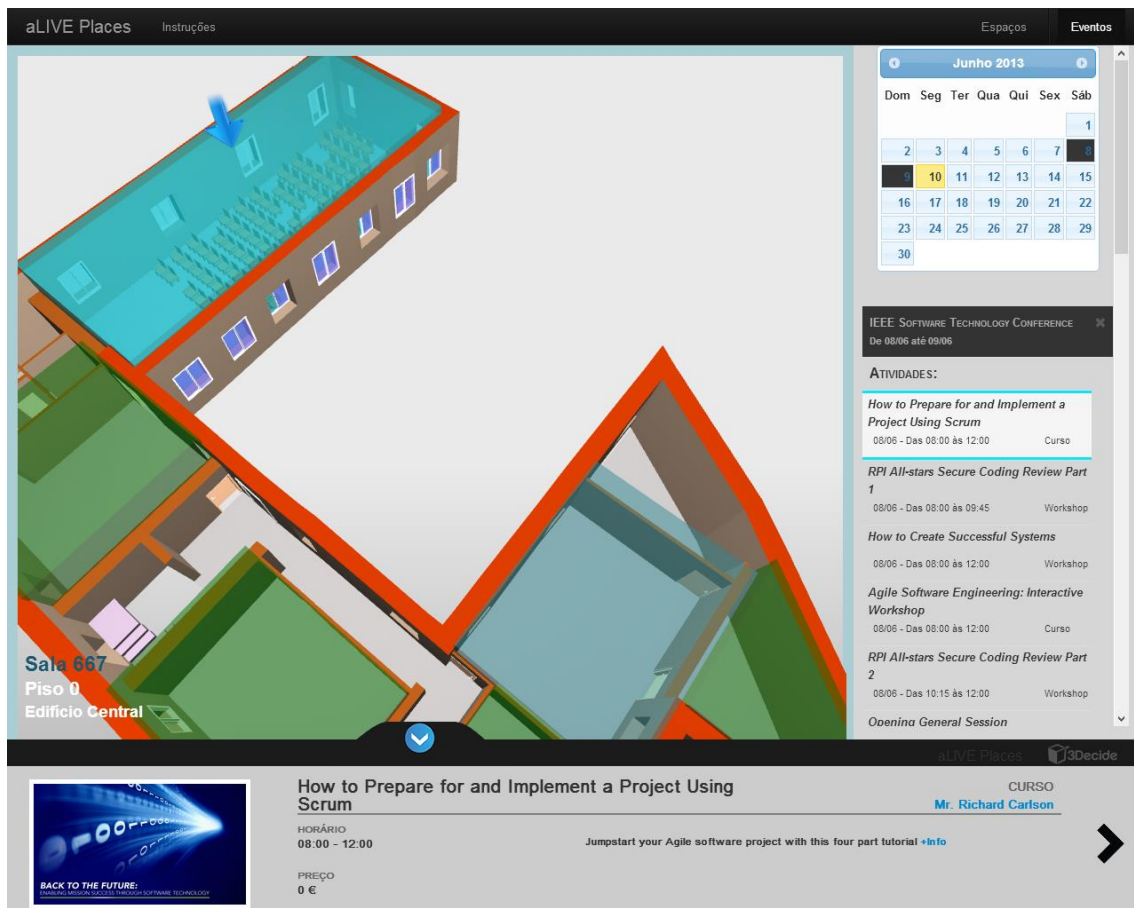 aLIVE Places Instruções Espaços Eventos
Junho 2013
Dom Seg Ter Qua Qui Sex Sáb
1
2 3 4 5 6 7 8
9 10 11 12 13 14 15
16 17 18 19 20 21 22
23 24 25 26 27 28 29
30
IEEE SOFTWARE TECHNOLOGY CONFERENCE
De 08/06 até 09/06
ATIVIDADES:
How to Prepare for and Implement a
Project Using Scrum
08/06 - Das 08:00 às 12:00 Curso
RPI All-stars Secure Coding Review Part
1
08/06 - Das 08:00 às 09:45 Workshop
How to Create Successful Systems
08/06 - Das 08:00 às 12:00 Workshop
Agile Software Engineering: Interactive
Workshop
08/06 - Das 08:00 às 12:00 Curso
RPI All-stars Secure Coding Review Part
2
08/06 - Das 10:15 às 12:00 Workshop
Opening General Session
Sala 667
Piso 0
Edifício Central
aLIVE Places 3Decide
How to Prepare for and Implement a Project Using
Scrum
CURSO
Mr. Richard Carlson
HORÁRIO
08:00 - 12:00
Jumpstart your Agile software project with this four part tutorial +Info
PREÇO
0 €
BACK TO THE FUTURE:
ENABLING MISSION SUCCESS THROUGH SOFTWARE TECHNOLOGY